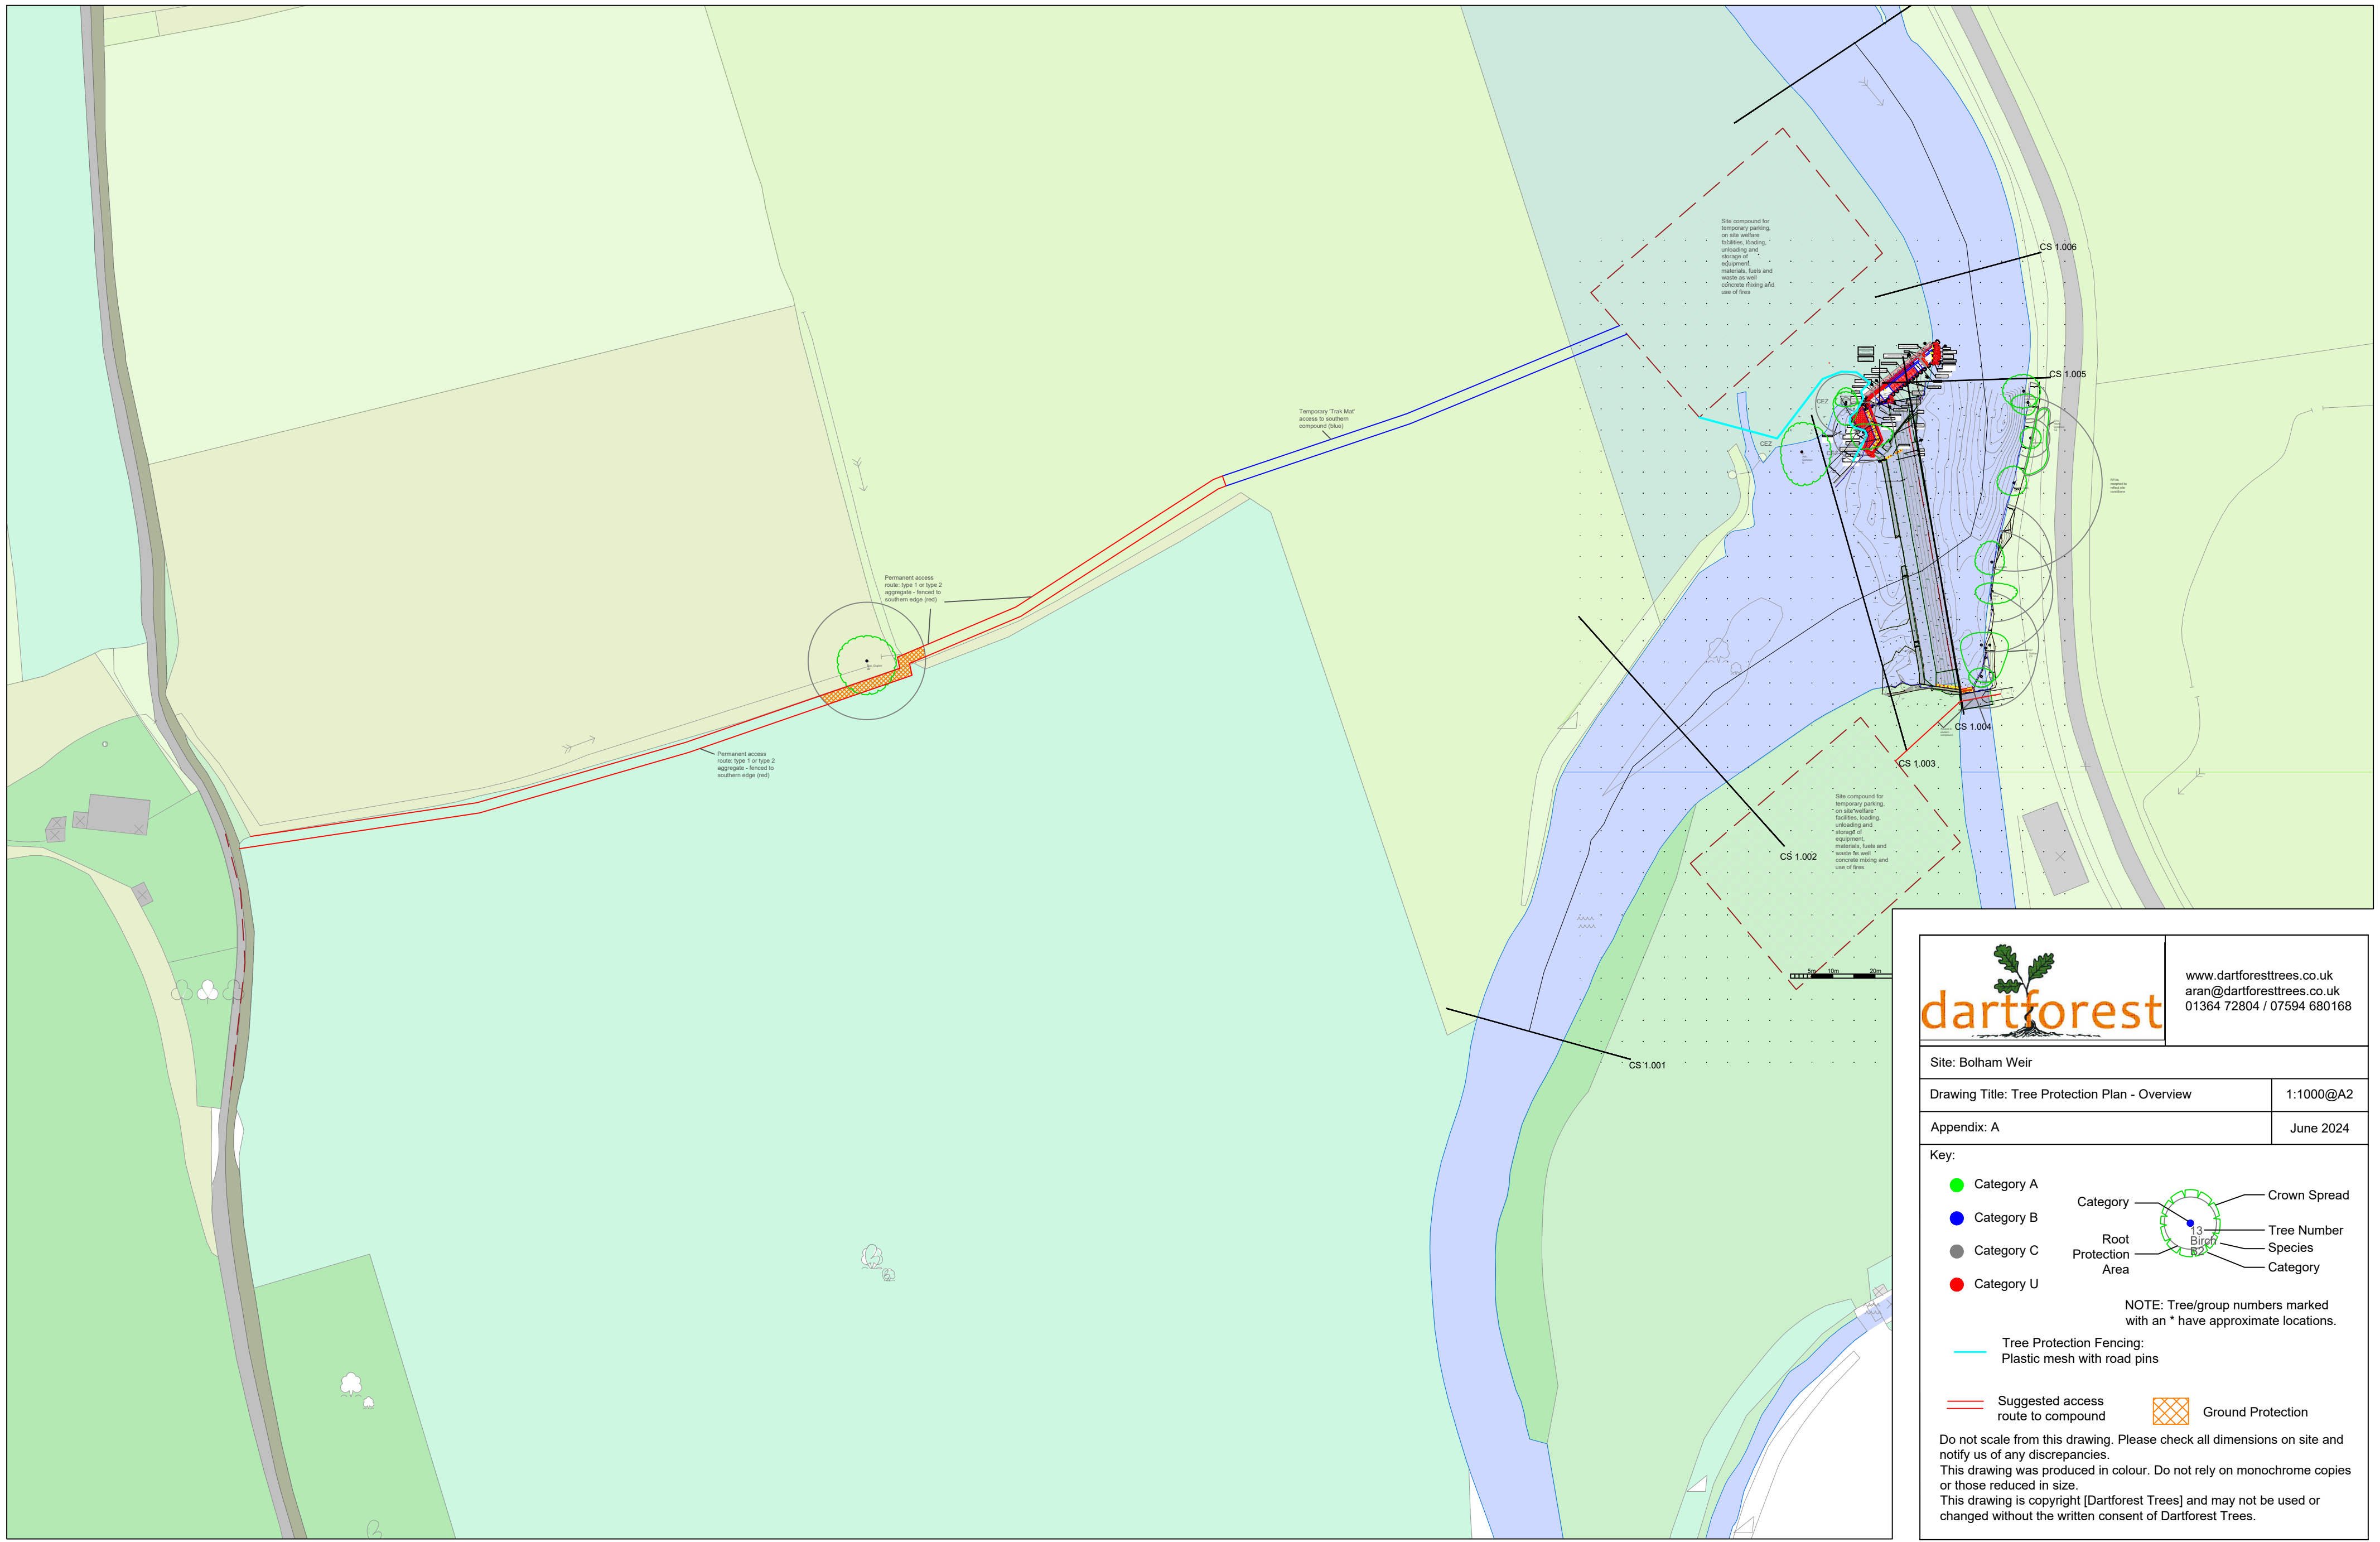 Site compound for
temporary parking,
on site welfare
facilities, loading,
unloading and
storage of
equipment,
materials, fuels and
waste as well
concrete mixing and
use of fires
CS 1.006
CS 1.005
Temporary 'Trak Mat'
access to southern
compound (blue)
CEZ
CEZ
Permanent access
route: type 1 or type 2
aggregate - fenced to
southern edge (red)
Permanent access
route: type 1 or type 2
aggregate - fenced to
southern edge (red)
CS 1.004
CS 1.003
Site compound for
temporary parking,
on site welfare
facilities, loading,
unloading and
storage of
equipment,
materials, fuels and
waste as well
concrete mixing and
use of fires
CS 1.002
5m 10m 20m
CS 1.001
dartforest
www.dartforesttrees.co.uk
aran@dartforesttrees.co.uk
01364 72804 / 07594 680168
Site: Bolham Weir
Drawing Title: Tree Protection Plan - Overview
1:1000@A2
Appendix: A
June 2024
Key:
Category A
Category B
Category C
Category U
Category
Root
Protection
Area
13
Birch
B2
Crown Spread
Tree Number
Species
Category
NOTE: Tree/group numbers marked
with an * have approximate locations.
Tree Protection Fencing:
Plastic mesh with road pins
Suggested access
route to compound
Ground Protection
Do not scale from this drawing. Please check all dimensions on site and
notify us of any discrepancies.
This drawing was produced in colour. Do not rely on monochrome copies
or those reduced in size.
This drawing is copyright [Dartforest Trees] and may not be used or
changed without the written consent of Dartforest Trees.